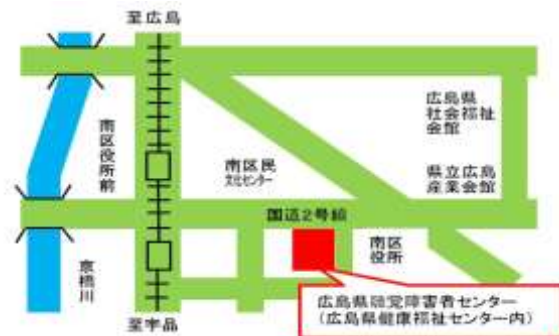 至広島
広島県
社会福祉
会館
南区役所前
南区民
文化センター
県立広島
産業会館
国道2号線
南区
役所
京橋川
至宇品
広島県聴覚障害者センター
（広島県健康福祉センター内）